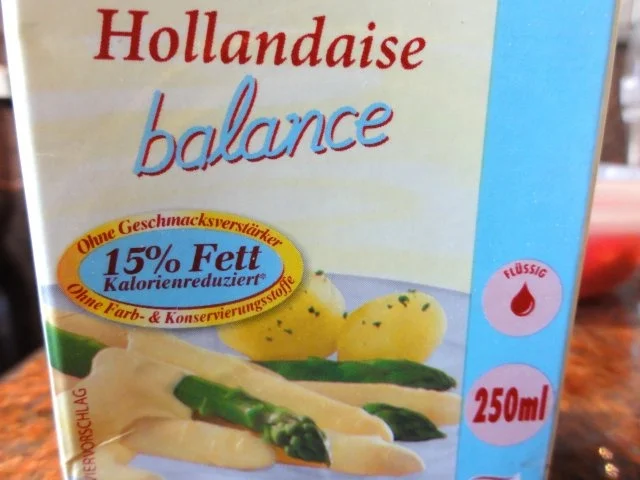 Hollandaise
balance
Ohne Geschmacksverstärker
15% Fett
Kalorienreduziert*
Ohne Farb- & Konservierungsstoffe
FLÜSSIG
250ml